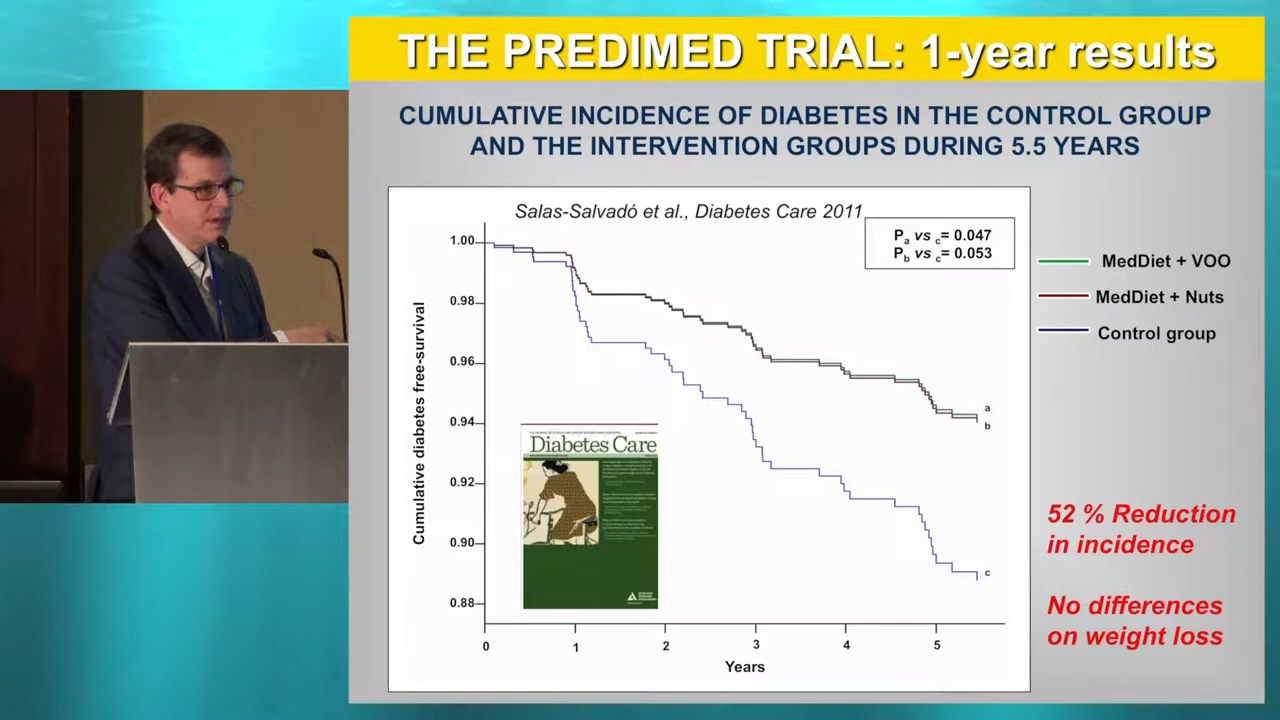 THE PREDIMED TRIAL: 1-year results
CUMULATIVE INCIDENCE OF DIABETES IN THE CONTROL GROUP
AND THE INTERVENTION GROUPS DURING 5.5 YEARS
Salas-Salvadó et al., Diabetes Care 2011
Pa vs c= 0.047
Pb vs c= 0.053
MedDiet + VOO
MedDiet + Nuts
Control group
Cumulative diabetes free-survival
1.00
0.98
0.96
0.94
0.92
0.90
0.88
a
b
c
Diabetes Care
52 % Reduction
in incidence
No differences
on weight loss
0 1 2 3 4 5
Years